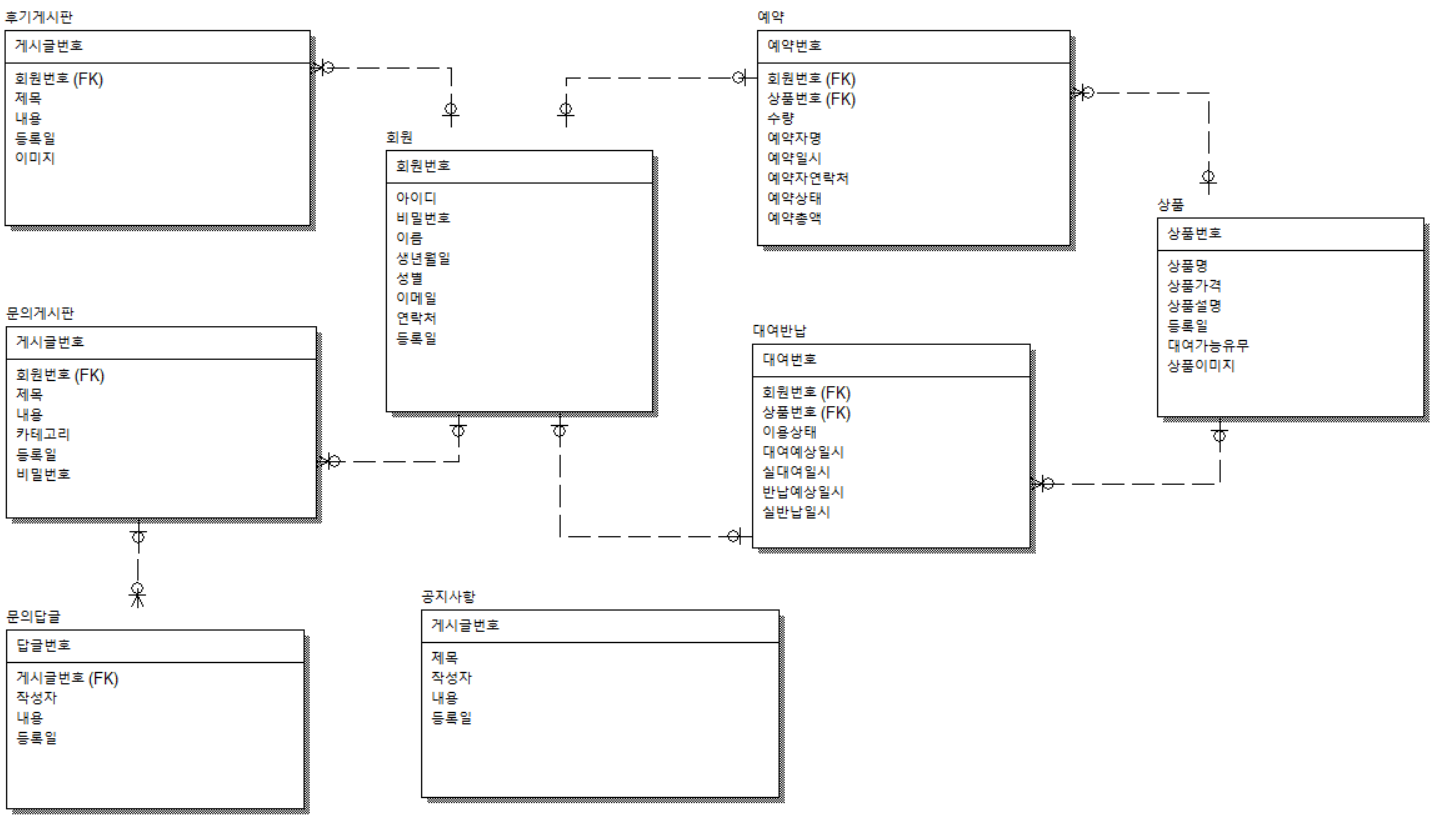 후기게시판
게시글번호
회원번호 (FK)
제목
내용
등록일
이미지
예약
예약번호
회원번호 (FK)
상품번호 (FK)
수량
예약자명
예약일시
예약자연락처
예약상태
예약총액
회원
회원번호
아이디
비밀번호
이름
생년월일
성별
이메일
연락처
등록일
상품
상품번호
상품명
상품가격
상품설명
등록일
대여가능유무
상품이미지
문의게시판
게시글번호
회원번호 (FK)
제목
내용
카테고리
등록일
비밀번호
대여반납
대여번호
회원번호 (FK)
상품번호 (FK)
이용상태
대여예상일시
실대여일시
반납예상일시
실반납일시
문의답글
답글번호
게시글번호 (FK)
작성자
내용
등록일
공지사항
게시글번호
제목
작성자
내용
등록일